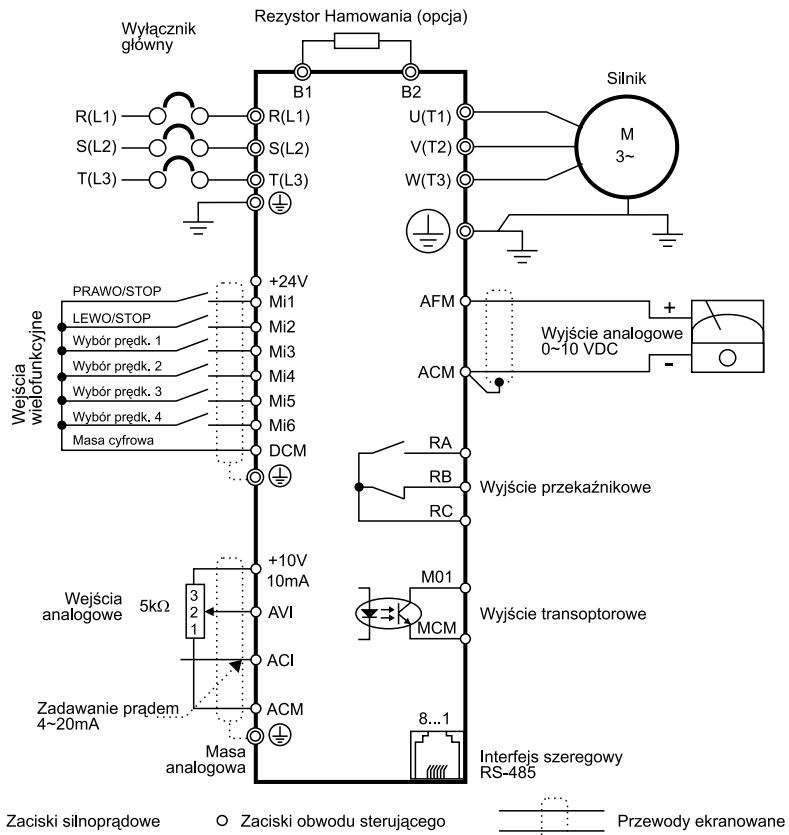 Rezystor Hamowania (opcja)
Wyłącznik
główny
B1
B2
Silnik
R(L1)
R(L1)
U(T1)
M
3~
S(L2)
S(L2)
V(T2)
T(L3)
T(L3)
W(T3)
+24V
PRAWO/STOP
Mi1
AFM
+
LEWO/STOP
Mi2
Wyjście analogowe
0~10 VDC
Wybór prędk. 1
Mi3
Wybór prędk. 2
Mi4
ACM
-
Wybór prędk. 3
Mi5
Wybór prędk. 4
Mi6
Masa cyfrowa
DCM
Wejścia
wielofunkcyjne
RA
RB
Wyjście przekaźnikowe
RC
+10V
10mA
M01
Wejścia
analogowe
5kΩ
3
2
1
AVI
Wyjście transoptorowe
MCM
ACI
Zadawanie prądem
4~20mA
ACM
8...1
Masa
analogowa
Interfejs szeregowy
RS-485
Zaciski silnoprądowe
Zaciski obwodu sterującego
Przewody ekranowane